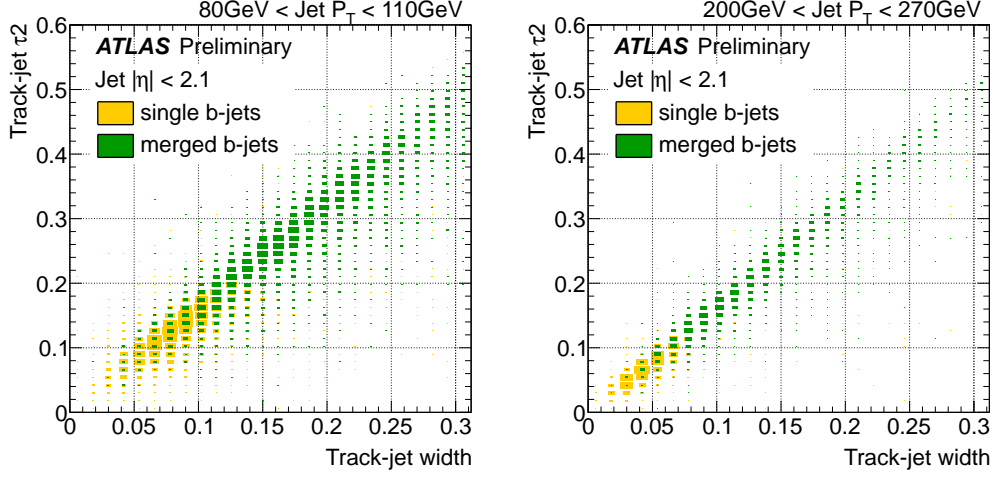 80GeV < Jet P_T < 110GeV
Track-jet τ2
0.6
0.5
0.4
0.3
0.2
0.1
0
ATLAS Preliminary
Jet |η| < 2.1
single b-jets
merged b-jets
0 0.05 0.1 0.15 0.2 0.25 0.3
Track-jet width
200GeV < Jet P_T < 270GeV
Track-jet τ2
0.6
0.5
0.4
0.3
0.2
0.1
0
ATLAS Preliminary
Jet |η| < 2.1
single b-jets
merged b-jets
0 0.05 0.1 0.15 0.2 0.25 0.3
Track-jet width